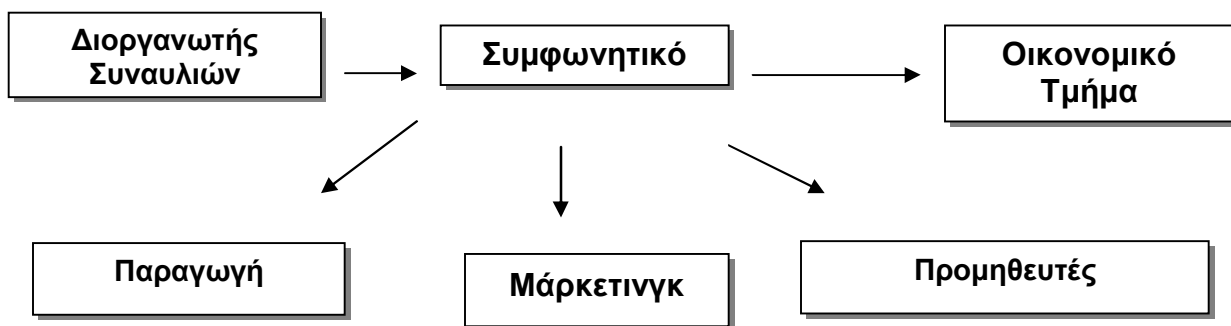 Διοργανωτής
Συναυλιών
Συμφωνητικό
Οικονομικό
Τμήμα
Παραγωγή
Μάρκετινγκ
Προμηθευτές